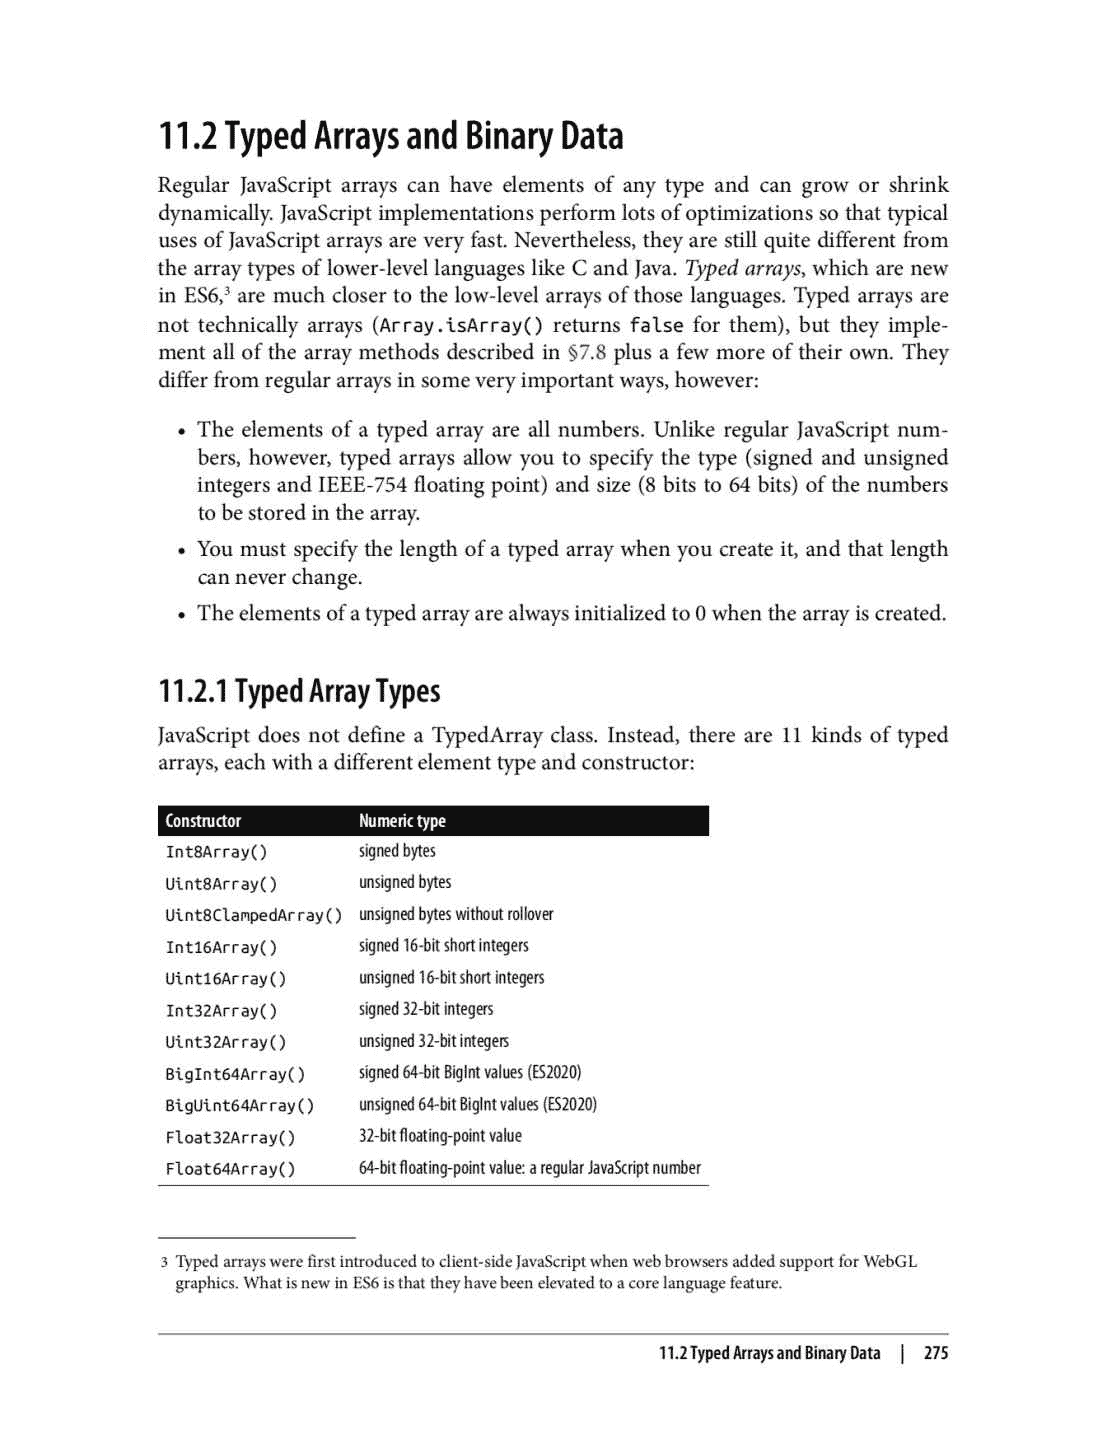 11.2 Typed Arrays and Binary Data
Regular JavaScript arrays can have elements of any type and can grow or shrink
dynamically. JavaScript implementations perform lots of optimizations so that typical
uses of JavaScript arrays are very fast. Nevertheless, they are still quite different from
the array types of lower-level languages like C and Java. Typed arrays, which are new
in ES6,³ are much closer to the low-level arrays of those languages. Typed arrays are
not technically arrays (Array.isArray() returns false for them), but they imple-
ment all of the array methods described in §7.8 plus a few more of their own. They
differ from regular arrays in some very important ways, however:
• The elements of a typed array are all numbers. Unlike regular JavaScript num-
bers, however, typed arrays allow you to specify the type (signed and unsigned
integers and IEEE-754 floating point) and size (8 bits to 64 bits) of the numbers
to be stored in the array.
• You must specify the length of a typed array when you create it, and that length
can never change.
• The elements of a typed array are always initialized to 0 when the array is created.
11.2.1 Typed Array Types
JavaScript does not define a TypedArray class. Instead, there are 11 kinds of typed
arrays, each with a different element type and constructor:
Constructor Numeric type
Int8Array() signed bytes
Uint8Array() unsigned bytes
Uint8ClampedArray() unsigned bytes without rollover
Int16Array() signed 16-bit short integers
Uint16Array() unsigned 16-bit short integers
Int32Array() signed 32-bit integers
Uint32Array() unsigned 32-bit integers
BigInt64Array() signed 64-bit BigInt values (ES2020)
BigUint64Array() unsigned 64-bit BigInt values (ES2020)
Float32Array() 32-bit floating-point value
Float64Array() 64-bit floating-point value: a regular JavaScript number
3 Typed arrays were first introduced to client-side JavaScript when web browsers added support for WebGL
graphics. What is new in ES6 is that they have been elevated to a core language feature.
11.2 Typed Arrays and Binary Data | 275